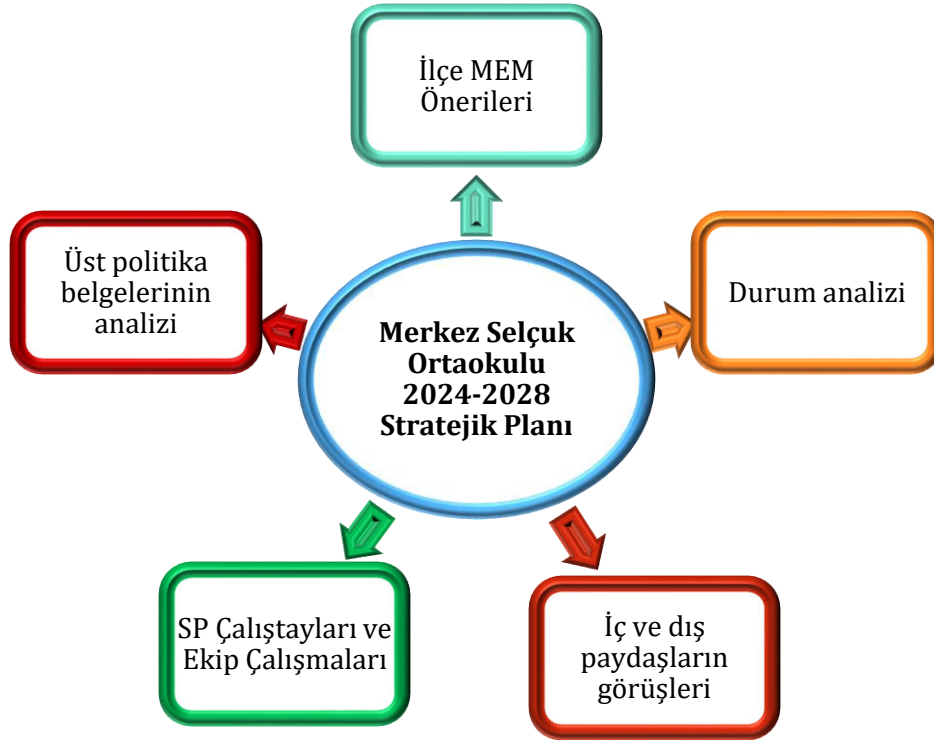 İlçe MEM
Önerileri
Üst politika
belgelerinin
analizi
Durum analizi
Merkez Selçuk
Ortaokulu
2024-2028
Stratejik Planı
SP Çalıştayları ve
Ekip Çalışmaları
İç ve dış
paydaşların
görüşleri